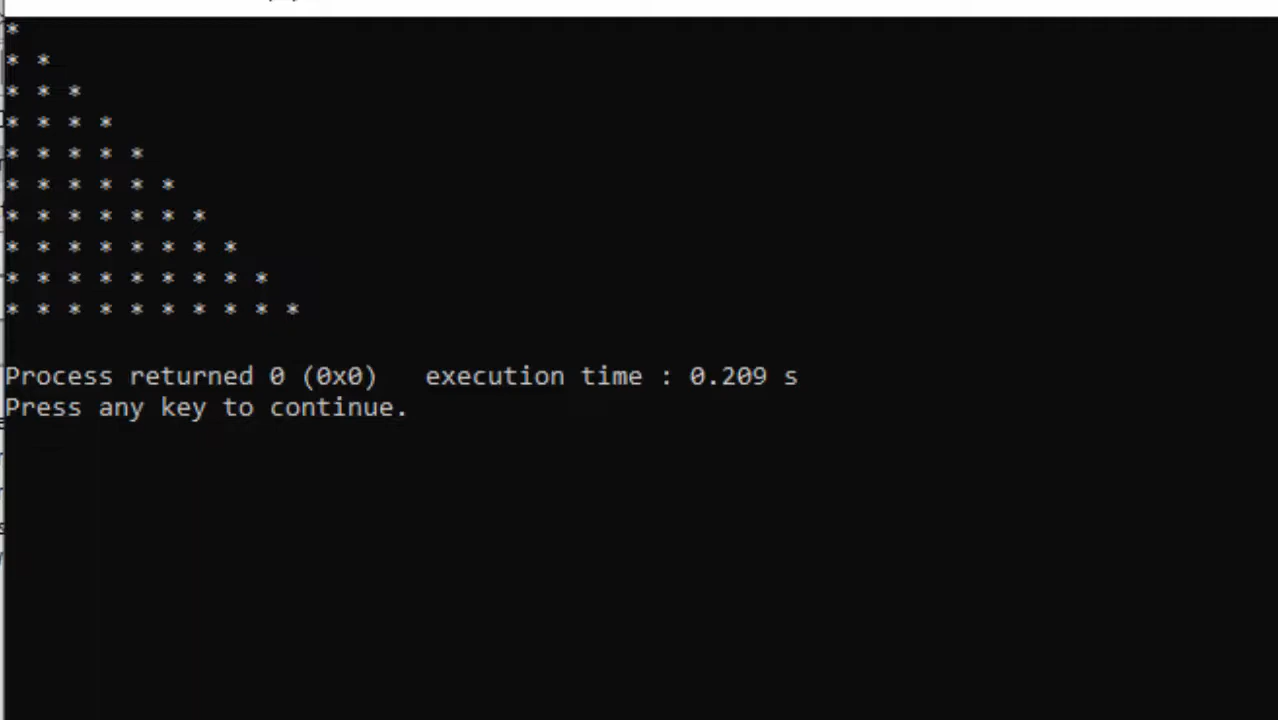 *
* *
* * *
* * * *
* * * * *
* * * * * *
* * * * * * *
* * * * * * * *
* * * * * * * * *
* * * * * * * * * *
Process returned 0 (0x0)   execution time : 0.209 s
Press any key to continue.